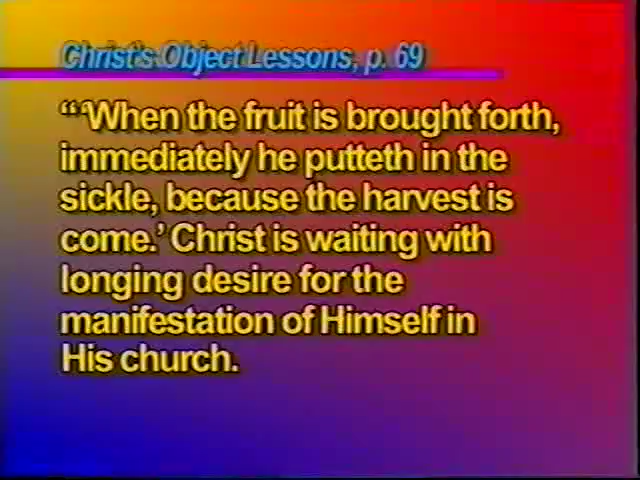 Christ's Object Lessons, p. 69
“ ‘When the fruit is brought forth,
immediately he putteth in the
sickle, because the harvest is
come.’ Christ is waiting with
longing desire for the
manifestation of Himself in
His church.